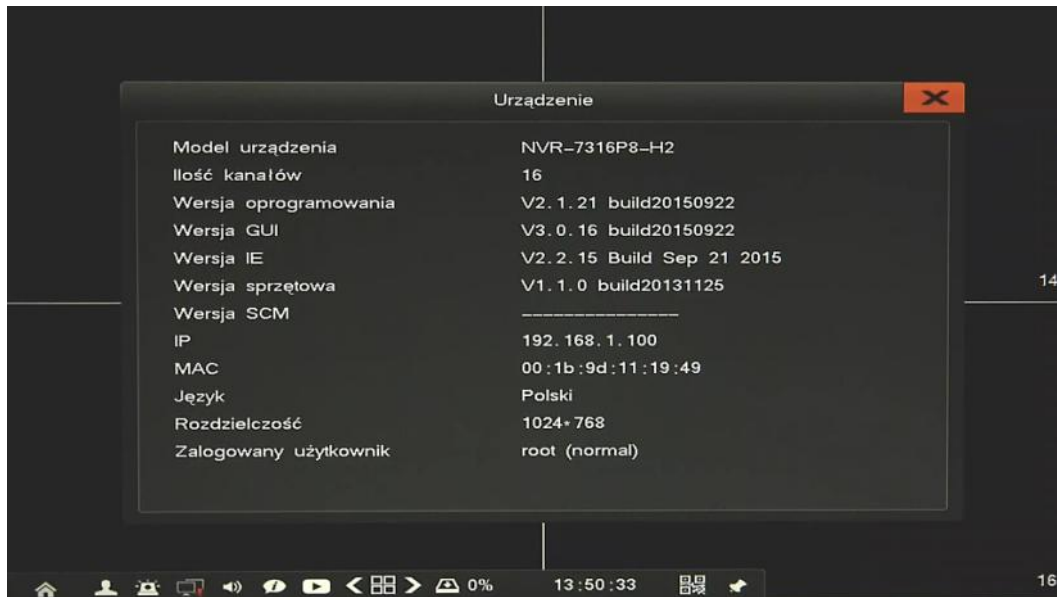 Urządzenie
Model urządzenia NVR-7316P8-H2
Ilość kanałów 16
Wersja oprogramowania V2.1.21 build20150922
Wersja GUI V3.0.16 build20150922
Wersja IE V2.2.15 Build Sep 21 2015
Wersja sprzętowa V1.1.0 build20131125
Wersja SCM ---------------
IP 192.168.1.100
MAC 00:1b:9d:11:19:49
Język Polski
Rozdzielczość 1024*768
Zalogowany użytkownik root (normal)
14
0% 13:50:33
16